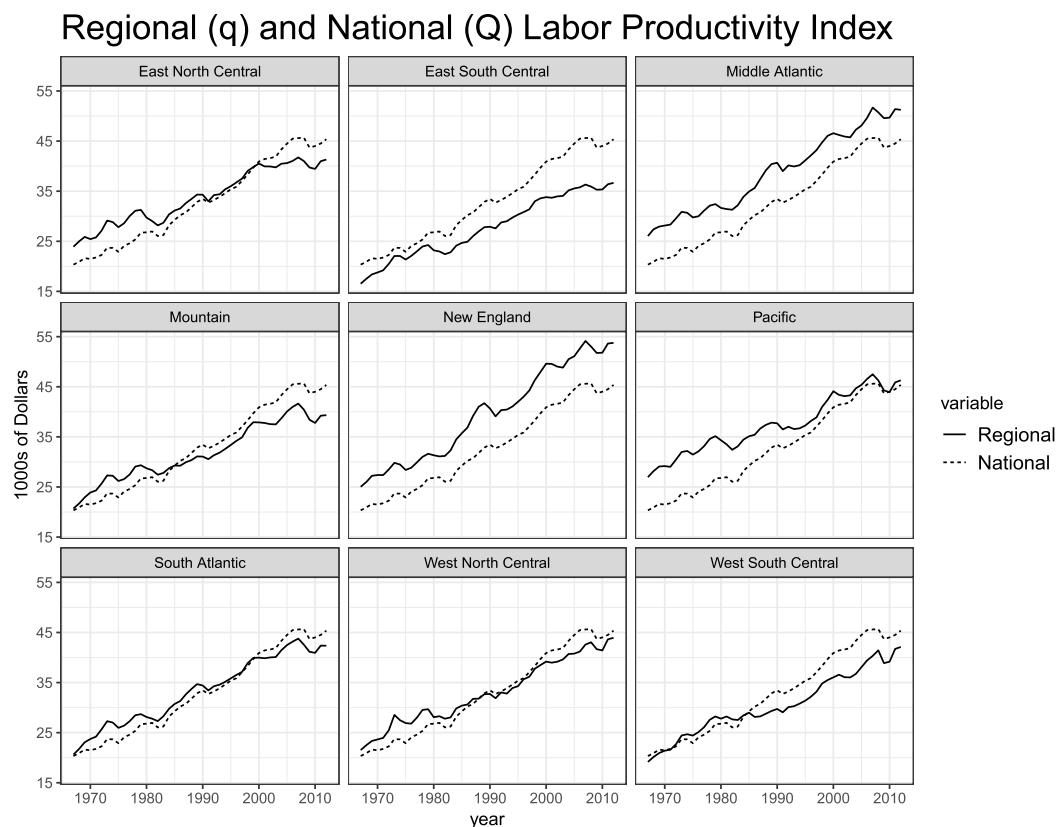 Regional (q) and National (Q) Labor Productivity Index
East North Central East South Central Middle Atlantic
55
45
35
25
15
Mountain New England Pacific
55
45
35
25
15
South Atlantic West North Central West South Central
55
45
35
25
15
1970 1980 1990 2000 2010 1970 1980 1990 2000 2010 1970 1980 1990 2000 2010
year
1000s of Dollars
variable
Regional
National